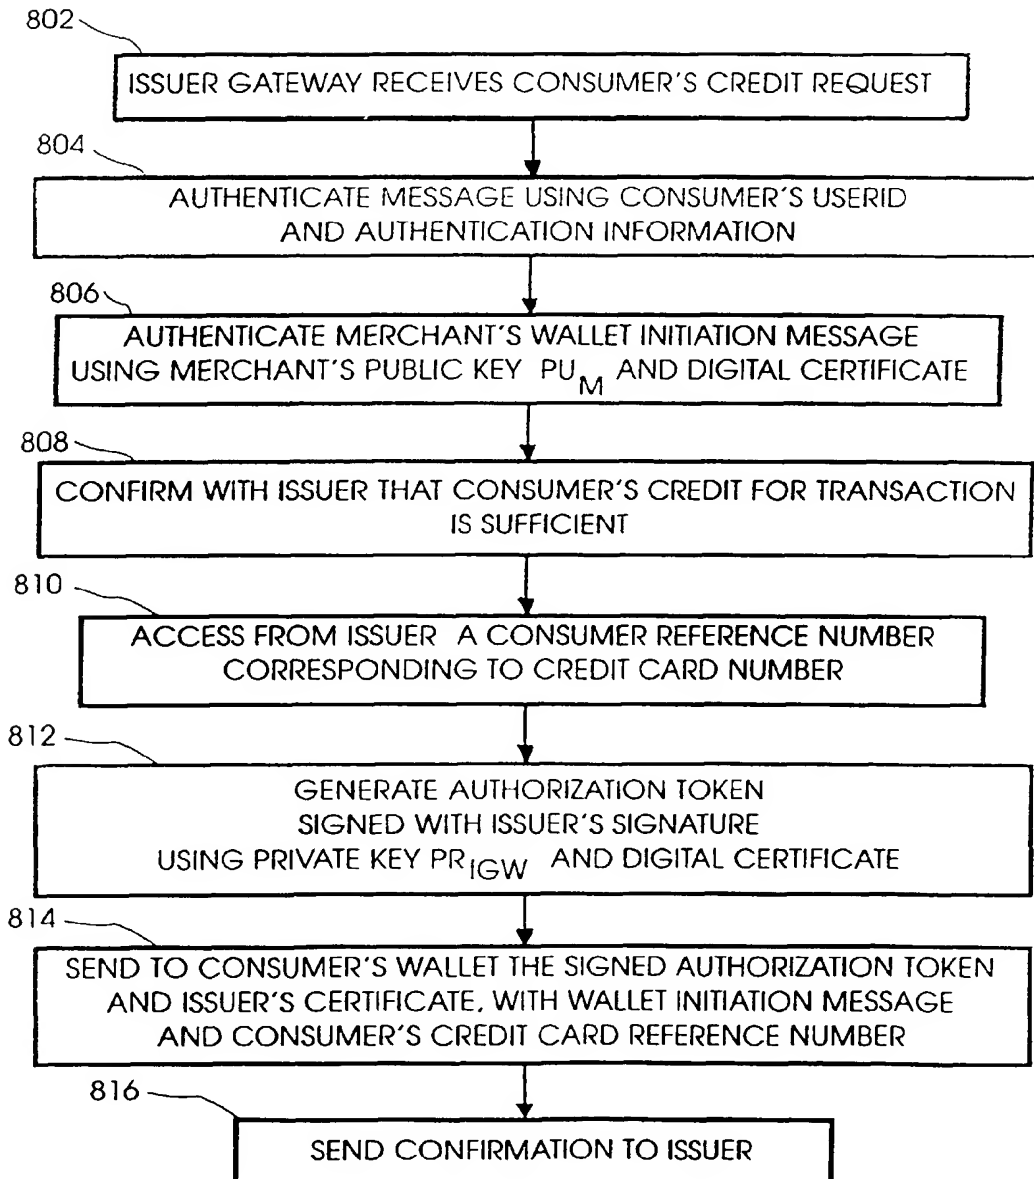 802
ISSUER GATEWAY RECEIVES CONSUMER'S CREDIT REQUEST
804
AUTHENTICATE MESSAGE USING CONSUMER'S USERID
AND AUTHENTICATION INFORMATION
806
AUTHENTICATE MERCHANT'S WALLET INITIATION MESSAGE
USING MERCHANT'S PUBLIC KEY PU_M AND DIGITAL CERTIFICATE
808
CONFIRM WITH ISSUER THAT CONSUMER'S CREDIT FOR TRANSACTION
IS SUFFICIENT
810
ACCESS FROM ISSUER A CONSUMER REFERENCE NUMBER
CORRESPONDING TO CREDIT CARD NUMBER
812
GENERATE AUTHORIZATION TOKEN
SIGNED WITH ISSUER'S SIGNATURE
USING PRIVATE KEY PR_IGW AND DIGITAL CERTIFICATE
814
SEND TO CONSUMER'S WALLET THE SIGNED AUTHORIZATION TOKEN
AND ISSUER'S CERTIFICATE, WITH WALLET INITIATION MESSAGE
AND CONSUMER'S CREDIT CARD REFERENCE NUMBER
816
SEND CONFIRMATION TO ISSUER